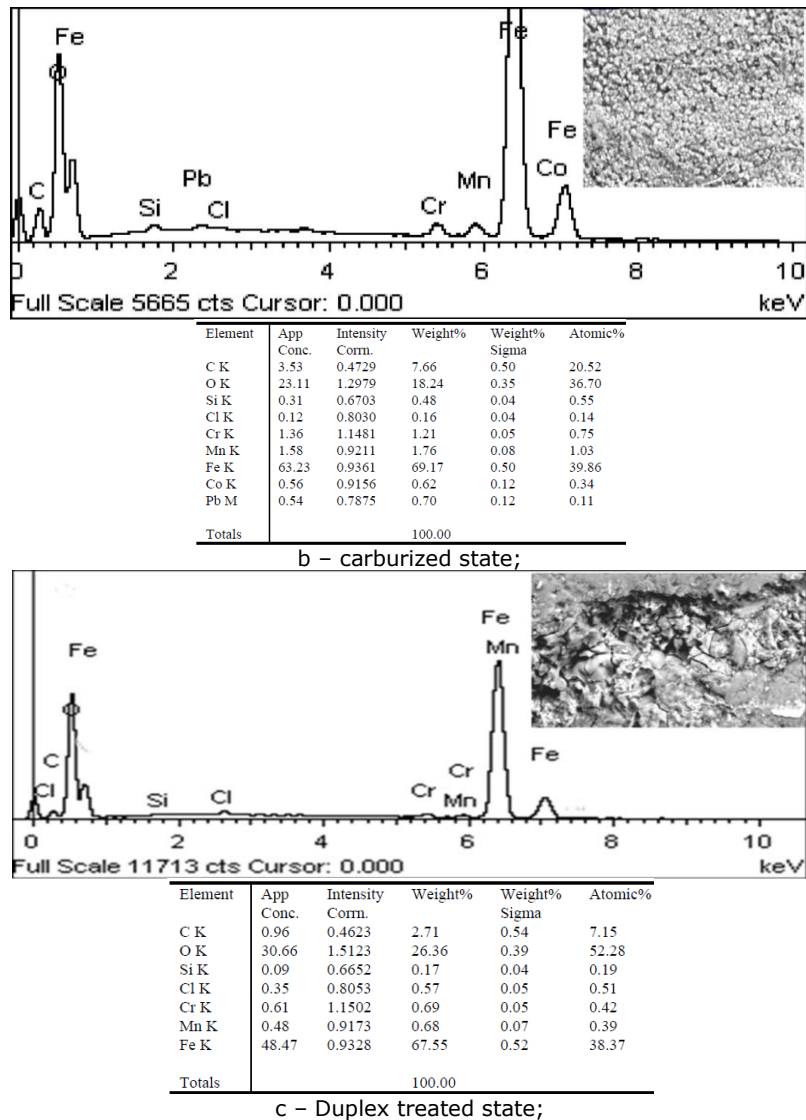 Fe
Fe
Fe
C
Pb
Si
Cl
Cr
Mn
Co
0 2 4 6 8 10
Full Scale 5665 cts Cursor: 0.000 keV
Element App Conc. Intensity Corrn. Weight% Weight% Sigma Atomic%
C K 3.53 0.4729 7.66 0.50 20.52
O K 23.11 1.2979 18.24 0.35 36.70
Si K 0.31 0.6703 0.48 0.04 0.55
Cl K 0.12 0.8030 0.16 0.04 0.14
Cr K 1.36 1.1481 1.21 0.05 0.75
Mn K 1.58 0.9211 1.76 0.08 1.03
Fe K 63.23 0.9361 69.17 0.50 39.86
Co K 0.56 0.9156 0.62 0.12 0.34
Pb M 0.54 0.7875 0.70 0.12 0.11
Totals 100.00
b – carburized state;
Fe
Fe
Mn
Fe
C
Cl
Si
Cl
Cr
Cr
Mn
0 2 4 6 8 10
Full Scale 11713 cts Cursor: 0.000 keV
Element App Conc. Intensity Corrn. Weight% Weight% Sigma Atomic%
C K 0.96 0.4623 2.71 0.54 7.15
O K 30.66 1.5123 26.36 0.39 52.28
Si K 0.09 0.6652 0.17 0.04 0.19
Cl K 0.35 0.8053 0.57 0.05 0.51
Cr K 0.61 1.1502 0.69 0.05 0.42
Mn K 0.48 0.9173 0.68 0.07 0.39
Fe K 48.47 0.9328 67.55 0.52 38.37
Totals 100.00
c – Duplex treated state;